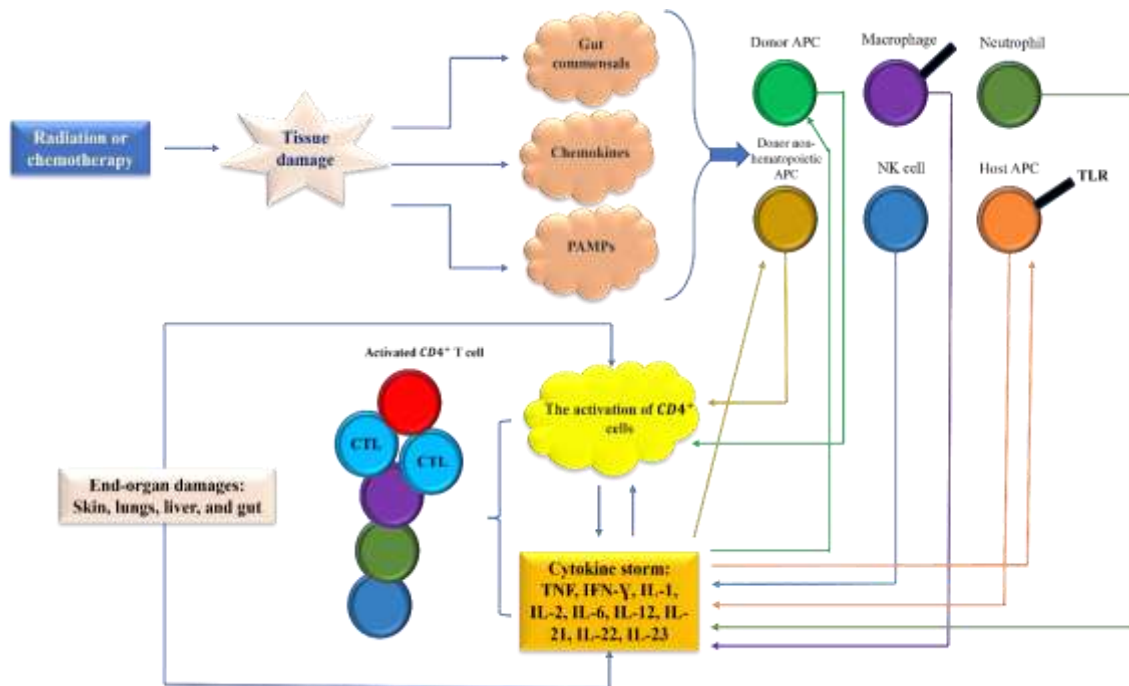 Radiation or
chemotherapy
Tissue
damage
Gut
commensals
Chemokines
PAMPs
Donor APC
Macrophage
Neutrophil
Donor non-
hematopoietic
APC
NK cell
Host APC
TLR
Activated CD4⁺ T cell
CTL
CTL
The activation of CD4⁺
cells
End-organ damages:
Skin, lungs, liver, and gut
Cytokine storm:
TNF, IFN-Ɣ, IL-1,
IL-2, IL-6, IL-12, IL-
21, IL-22, IL-23